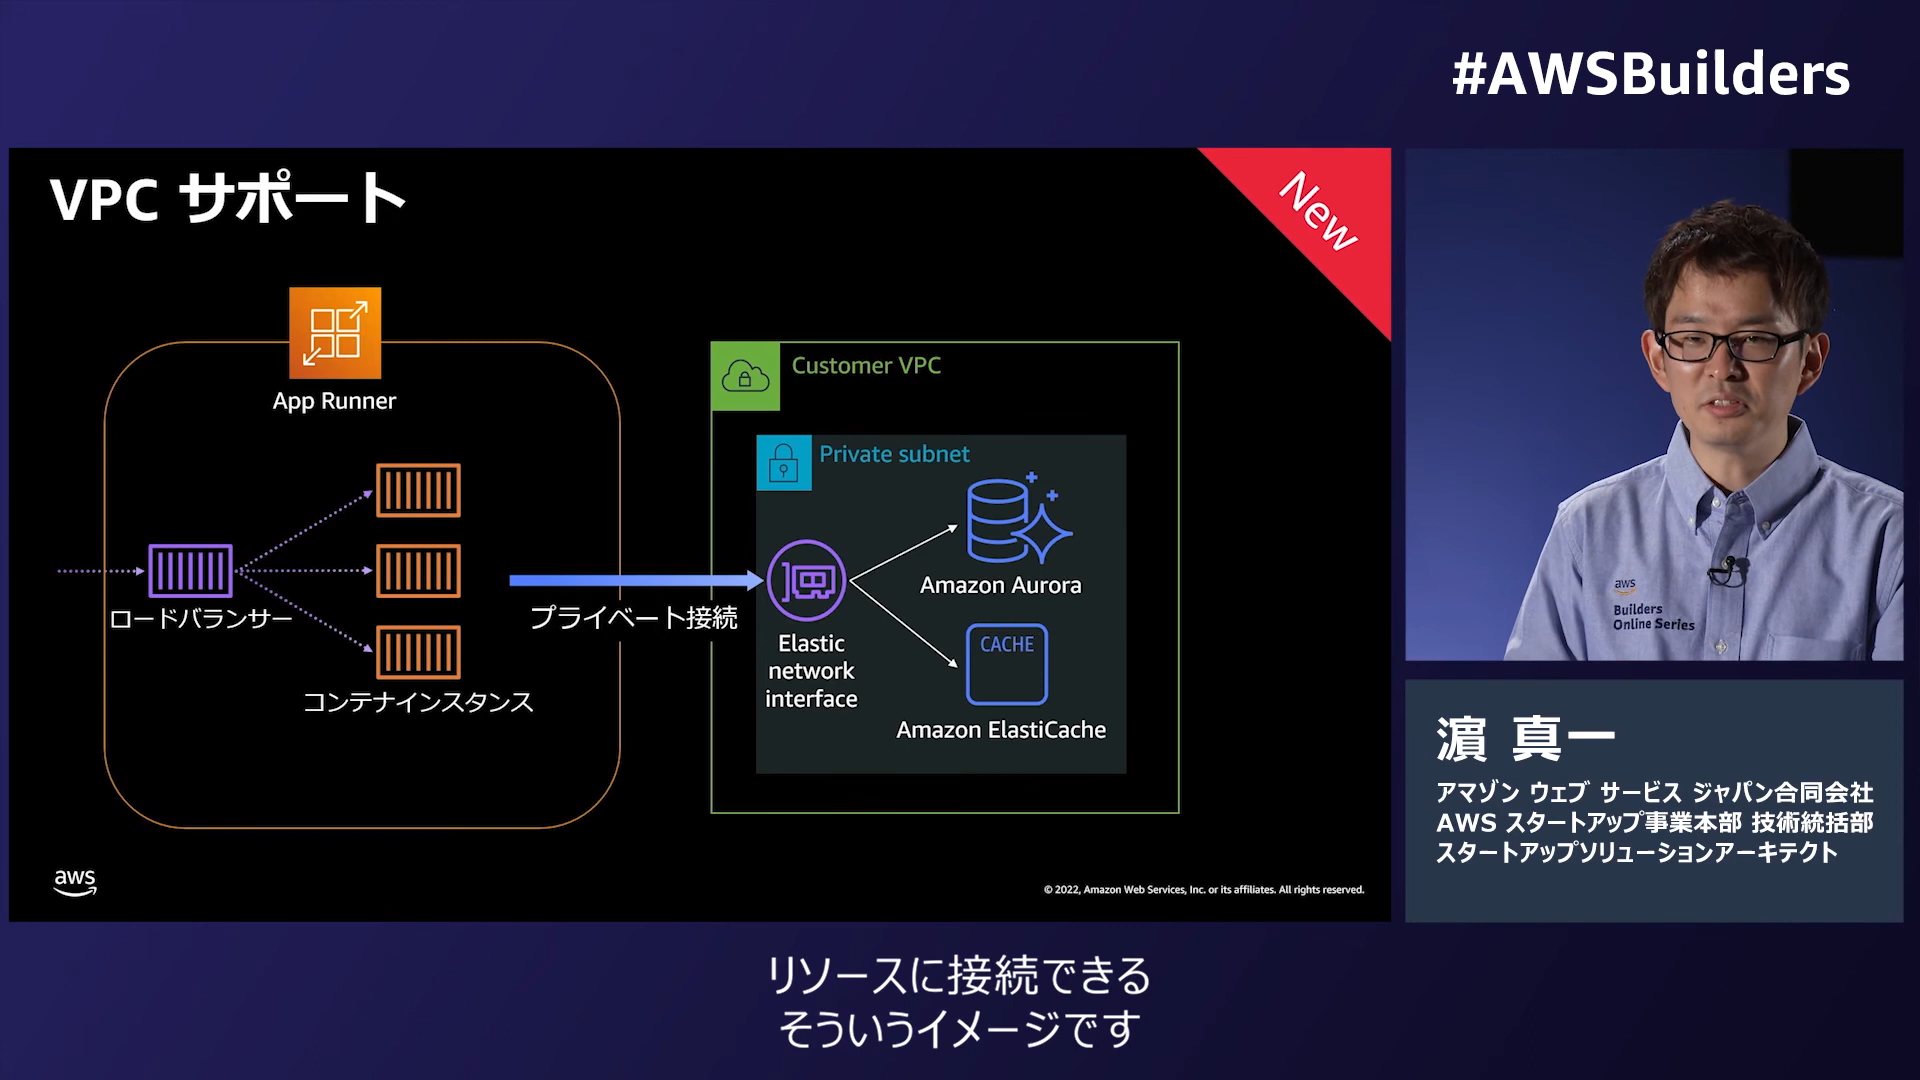 #AWSBuilders
VPC サポート
New
App Runner
ロードバランサー
コンテナインスタンス
プライベート接続
Customer VPC
Private subnet
Elastic
network
interface
Amazon Aurora
CACHE
Amazon ElastiCache
aws
© 2022, Amazon Web Services, Inc. or its affiliates. All rights reserved.
aws
Builders
Online Series
濵 真一
アマゾン ウェブ サービス ジャパン合同会社
AWS スタートアップ事業本部 技術統括部
スタートアップソリューションアーキテクト
リソースに接続できる
そういうイメージです